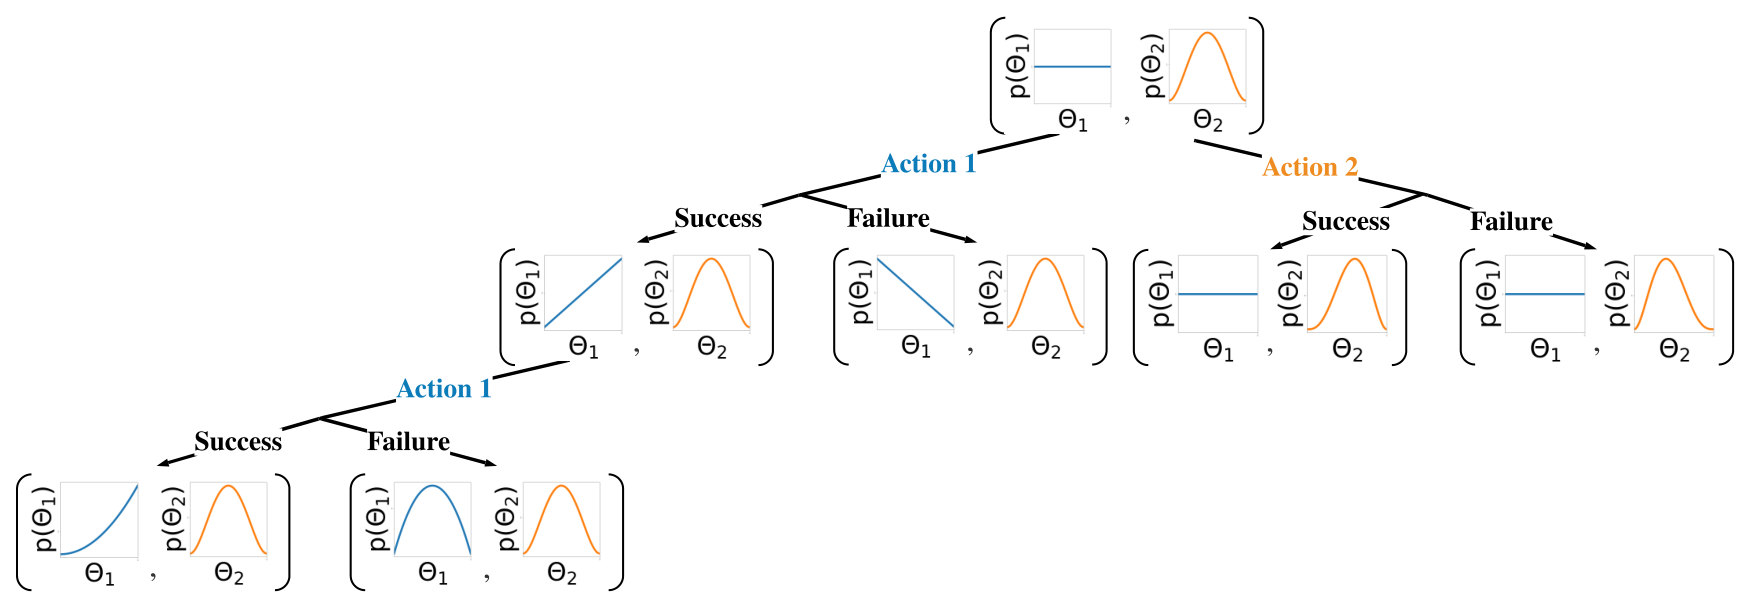 p(Θ1) p(Θ2)
Θ1 , Θ2
Action 1 Action 2
Success Failure Success Failure
p(Θ1) p(Θ2) p(Θ1) p(Θ2) p(Θ1) p(Θ2) p(Θ1) p(Θ2)
Θ1 , Θ2 Θ1 , Θ2 Θ1 , Θ2 Θ1 , Θ2
Action 1
Success Failure
p(Θ1) p(Θ2) p(Θ1) p(Θ2)
Θ1 , Θ2 Θ1 , Θ2